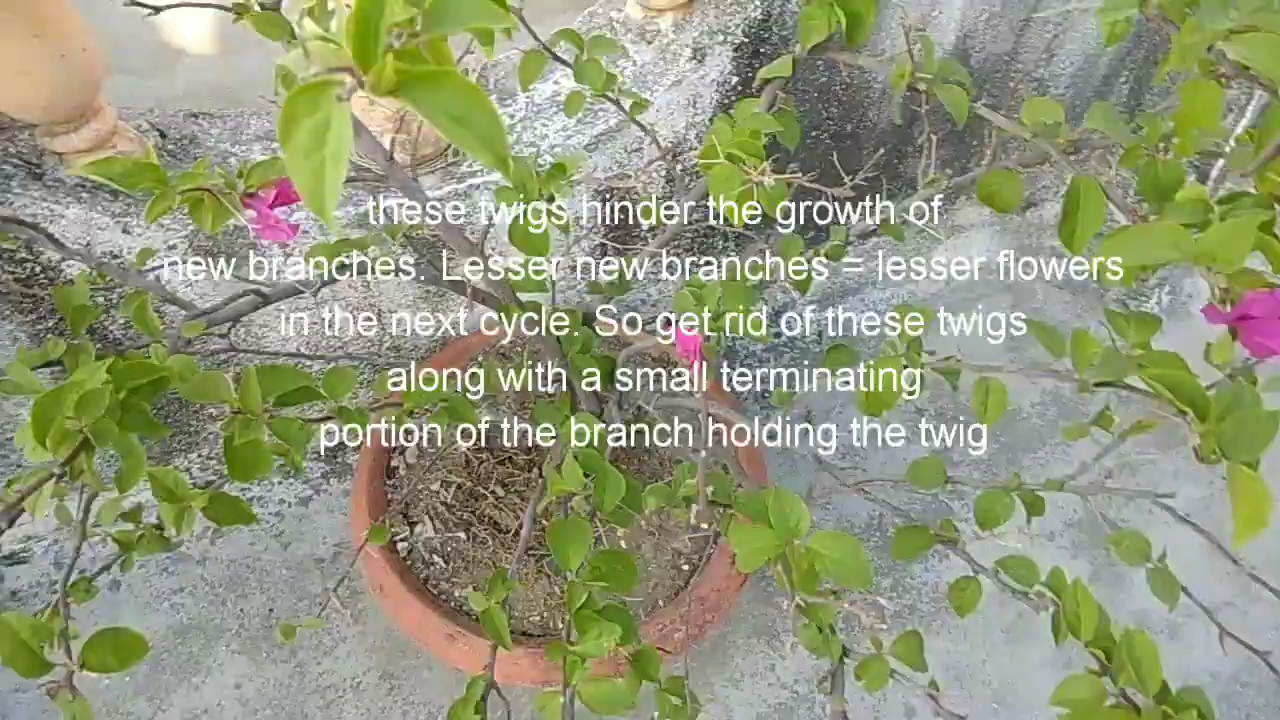 these twigs hinder the growth of
new branches. Lesser new branches = lesser flowers
in the next cycle. So get rid of these twigs
along with a small terminating
portion of the branch holding the twig